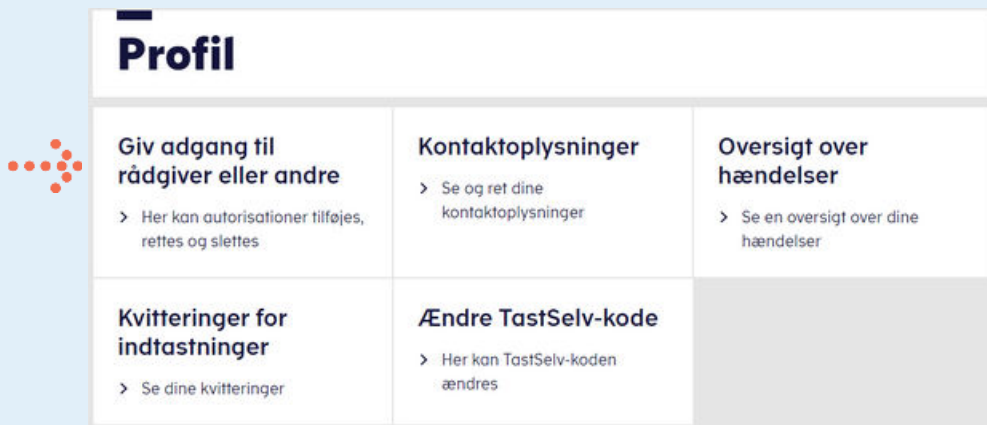 Profil
Giv adgang til
rådgiver eller andre
Her kan autorisationer tilføjes,
rettes og slettes
Kontaktoplysninger
Se og ret dine
kontaktoplysninger
Oversigt over
hændelser
Se en oversigt over dine
hændelser
Kvitteringer for
indtastninger
Se dine kvitteringer
Ændre TastSelv-kode
Her kan TastSelv-koden
ændres